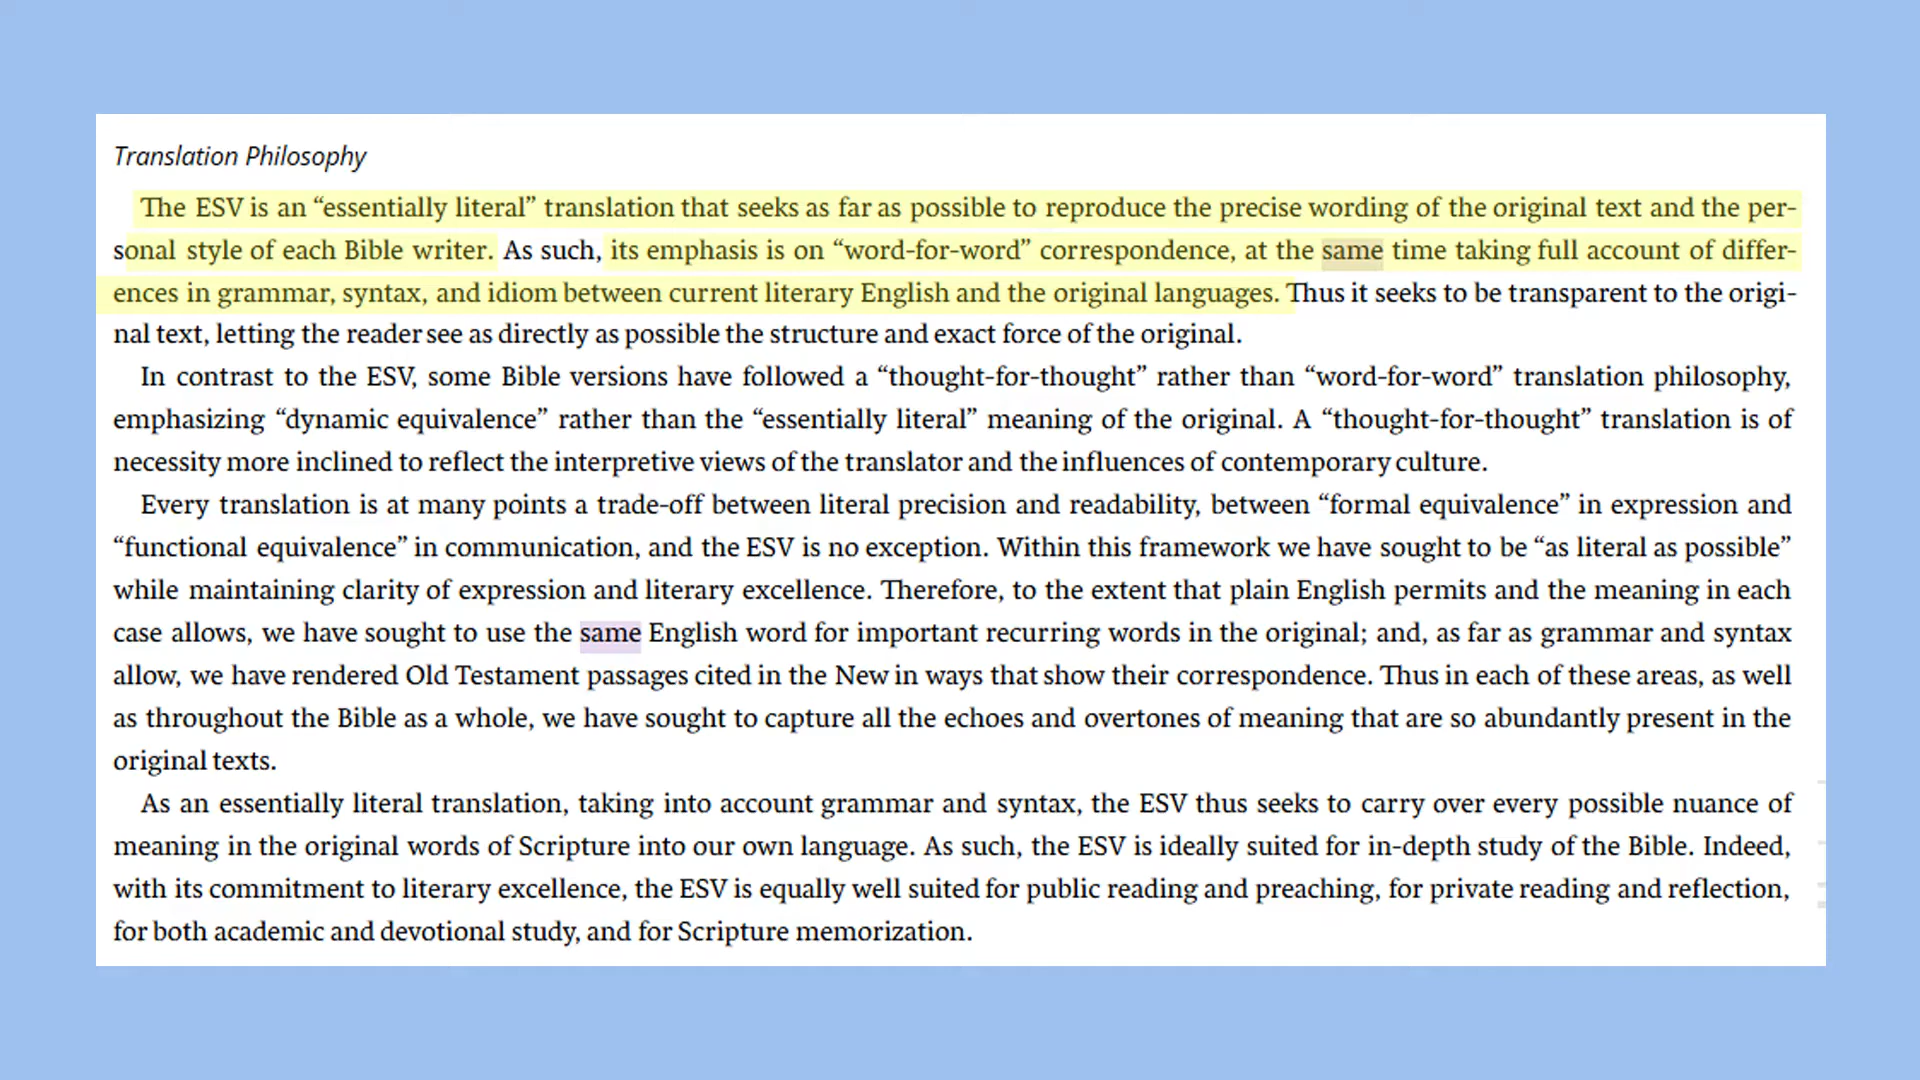 Translation Philosophy
The ESV is an “essentially literal” translation that seeks as far as possible to reproduce the precise wording of the original text and the per-
sonal style of each Bible writer. As such, its emphasis is on “word-for-word” correspondence, at the same time taking full account of differ-
ences in grammar, syntax, and idiom between current literary English and the original languages. Thus it seeks to be transparent to the origi-
nal text, letting the reader see as directly as possible the structure and exact force of the original.
In contrast to the ESV, some Bible versions have followed a “thought-for-thought” rather than “word-for-word” translation philosophy,
emphasizing “dynamic equivalence” rather than the “essentially literal” meaning of the original. A “thought-for-thought” translation is of
necessity more inclined to reflect the interpretive views of the translator and the influences of contemporary culture.
Every translation is at many points a trade-off between literal precision and readability, between “formal equivalence” in expression and
“functional equivalence” in communication, and the ESV is no exception. Within this framework we have sought to be “as literal as possible”
while maintaining clarity of expression and literary excellence. Therefore, to the extent that plain English permits and the meaning in each
case allows, we have sought to use the same English word for important recurring words in the original; and, as far as grammar and syntax
allow, we have rendered Old Testament passages cited in the New in ways that show their correspondence. Thus in each of these areas, as well
as throughout the Bible as a whole, we have sought to capture all the echoes and overtones of meaning that are so abundantly present in the
original texts.
As an essentially literal translation, taking into account grammar and syntax, the ESV thus seeks to carry over every possible nuance of
meaning in the original words of Scripture into our own language. As such, the ESV is ideally suited for in-depth study of the Bible. Indeed,
with its commitment to literary excellence, the ESV is equally well suited for public reading and preaching, for private reading and reflection,
for both academic and devotional study, and for Scripture memorization.